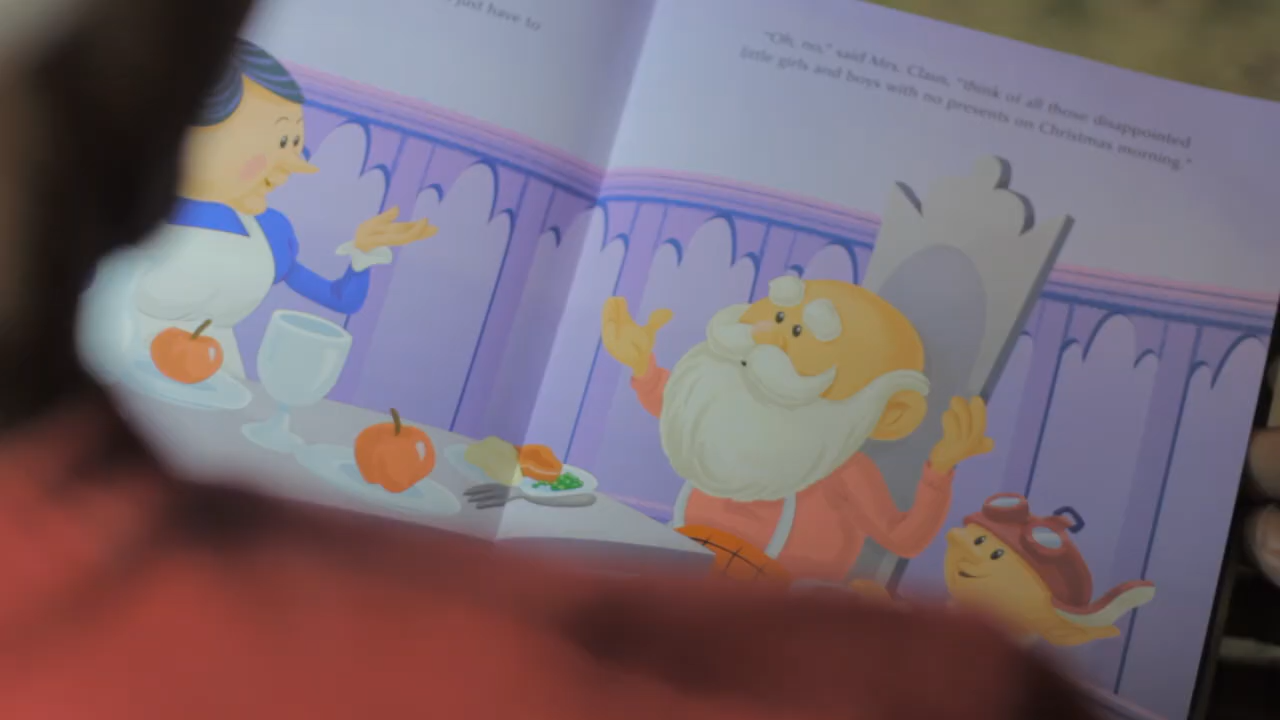 just have to
"Oh, no," said Mrs. Claus, "think of all those disappointed
little girls and boys with no presents on Christmas morning."